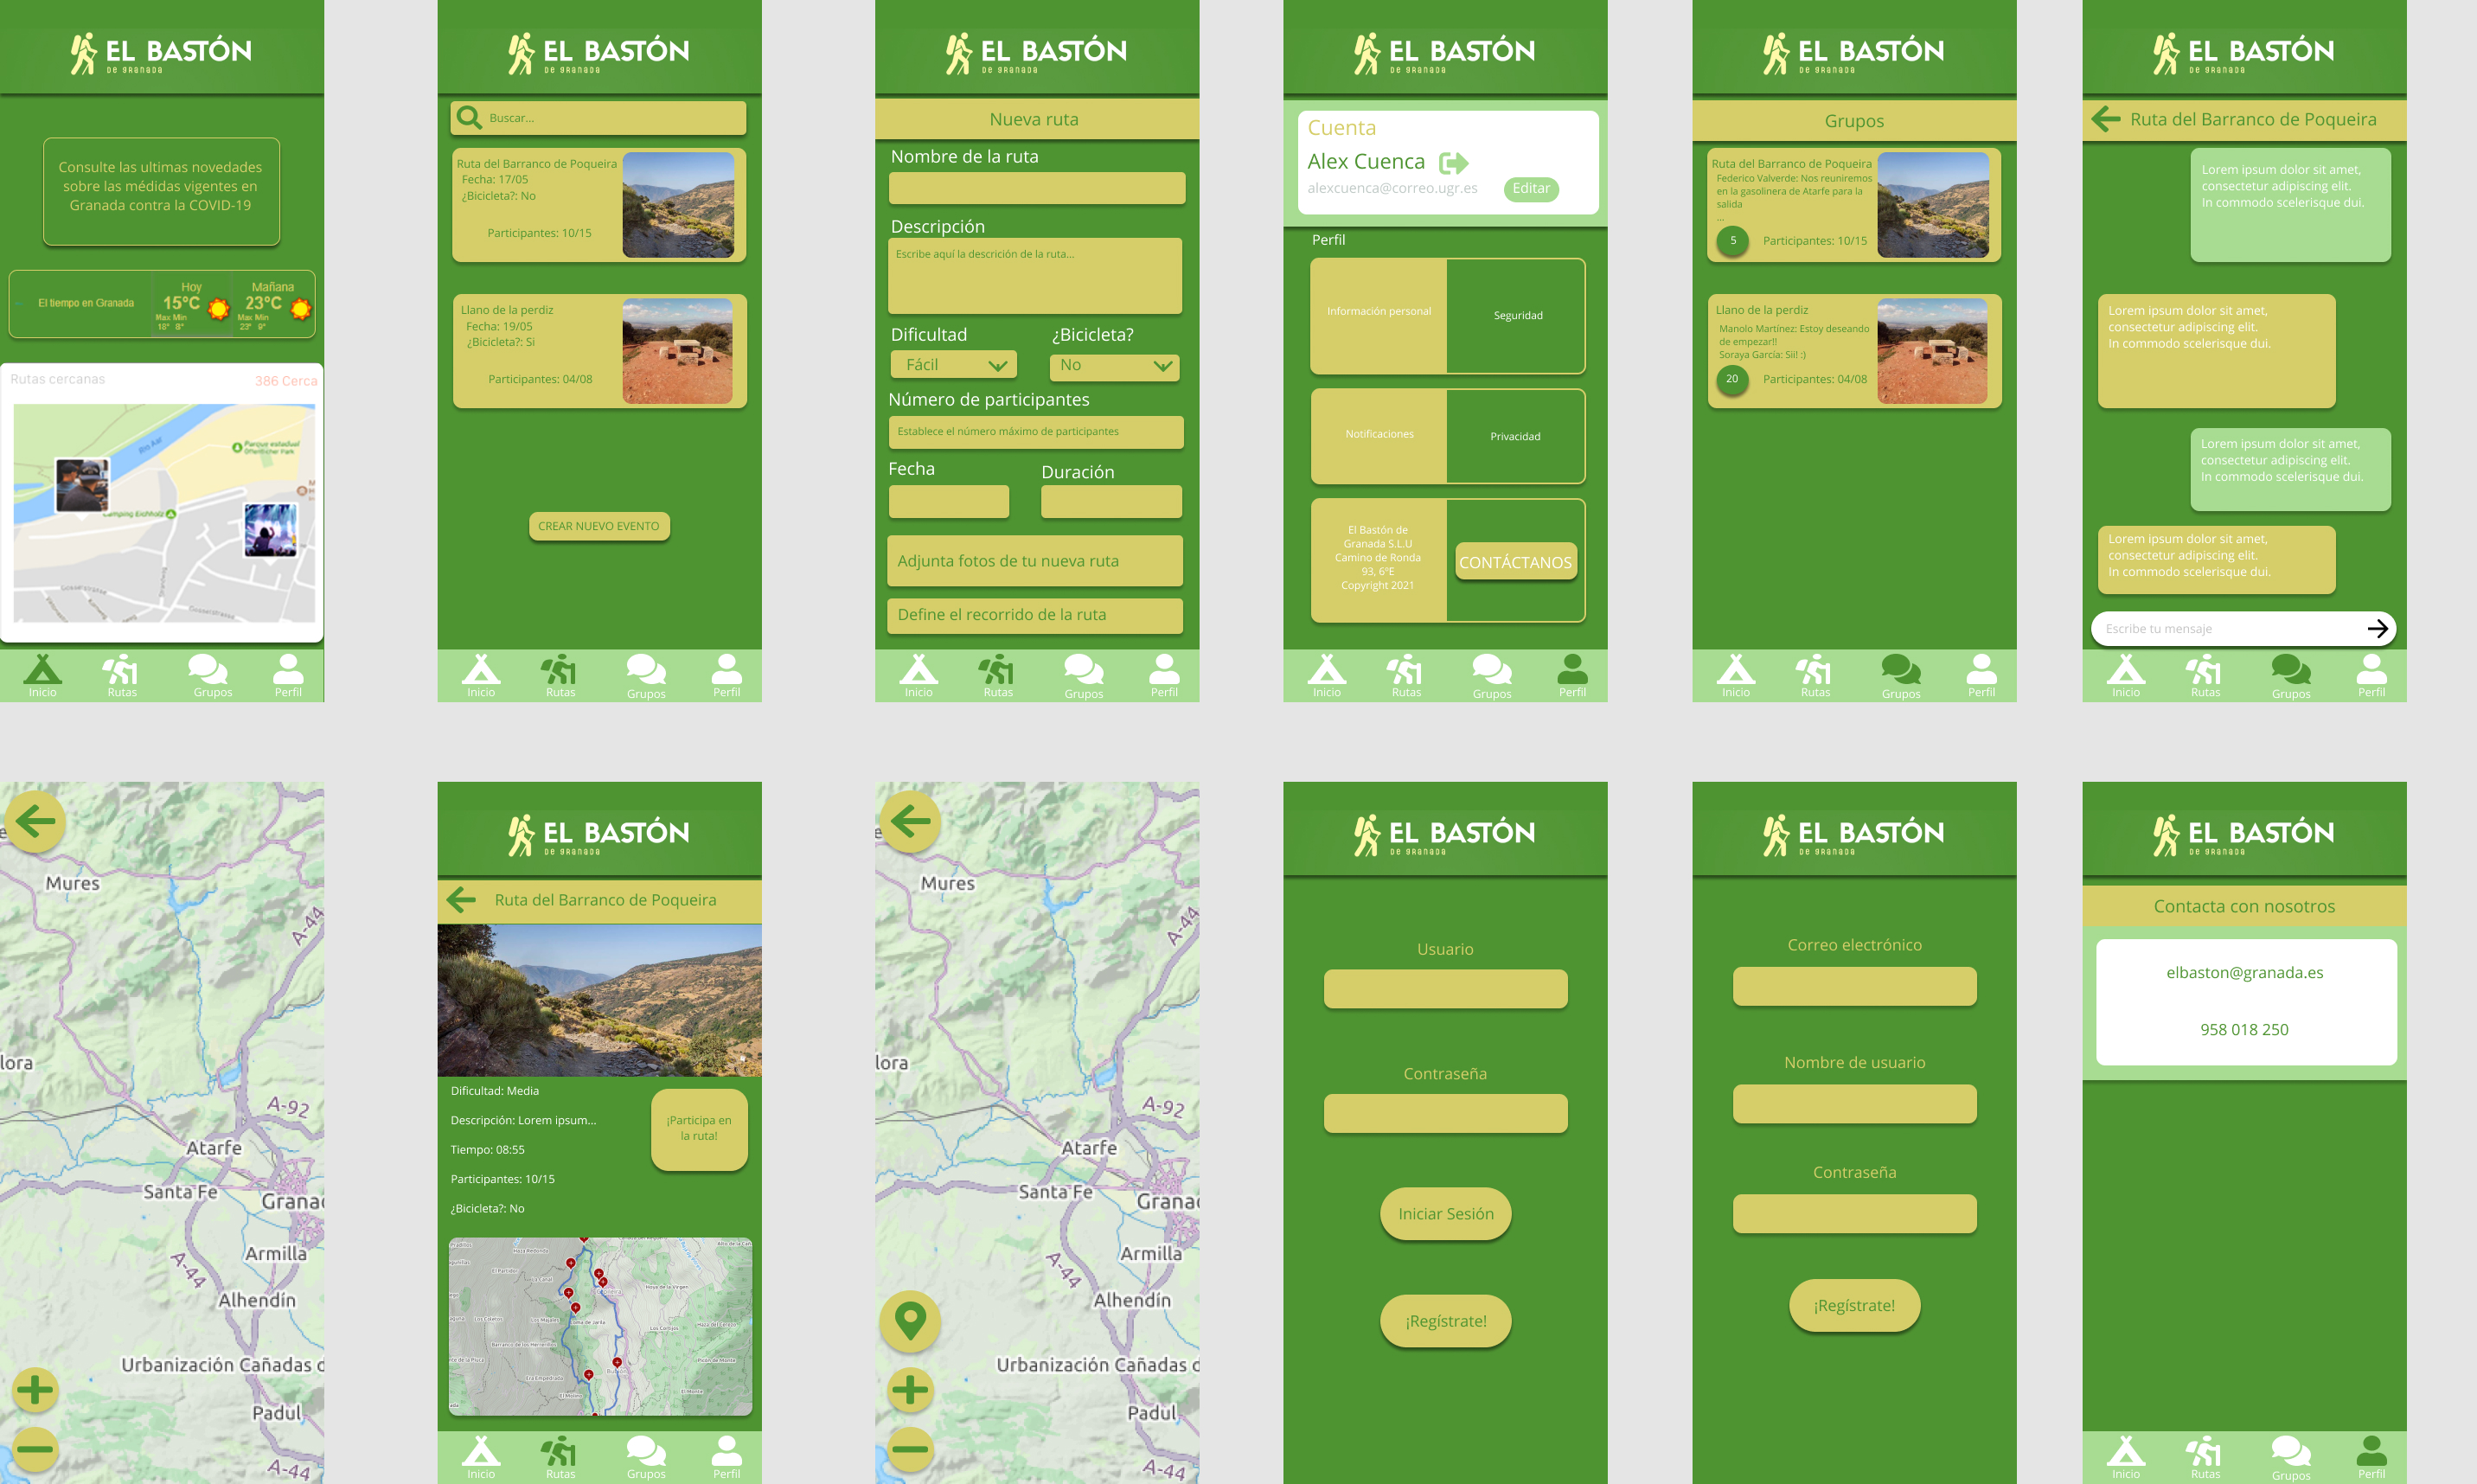 EL BASTÓN
DE GRANADA
Consulte las ultimas novedades
sobre las médidas vigentes en
Granada contra la COVID-19
El tiempo en Granada
Hoy
15°C
Max Min
18° 8°
Mañana
23°C
Max Min
23° 9°
Rutas cercanas
386 Cerca
Parque estadual
Camping Eichholz
Inicio
Rutas
Grupos
Perfil
EL BASTÓN
DE GRANADA
Buscar...
Ruta del Barranco de Poqueira
Fecha: 17/05
¿Bicicleta?: No
Participantes: 10/15
Llano de la perdiz
Fecha: 19/05
¿Bicicleta?: Si
Participantes: 04/08
CREAR NUEVO EVENTO
Inicio
Rutas
Grupos
Perfil
EL BASTÓN
DE GRANADA
Nueva ruta
Nombre de la ruta
Descripción
Escribe aquí la descrición de la ruta...
Dificultad
¿Bicicleta?
Fácil
No
Número de participantes
Establece el número máximo de participantes
Fecha
Duración
Adjunta fotos de tu nueva ruta
Define el recorrido de la ruta
Inicio
Rutas
Grupos
Perfil
EL BASTÓN
DE GRANADA
Cuenta
Alex Cuenca
alexcuenca@correo.ugr.es
Editar
Perfil
Información personal
Seguridad
Notificaciones
Privacidad
El Bastón de
Granada S.L.U
Camino de Ronda
93, 6ºE
Copyright 2021
CONTÁCTANOS
Inicio
Rutas
Grupos
Perfil
EL BASTÓN
DE GRANADA
Grupos
Ruta del Barranco de Poqueira
Federico Valverde: Nos reuniremos
en la gasolinera de Atarfe para la
salida
...
5
Participantes: 10/15
Llano de la perdiz
Manolo Martínez: Estoy deseando
de empezar!!
Soraya García: Sii! :)
20
Participantes: 04/08
Inicio
Rutas
Grupos
Perfil
EL BASTÓN
DE GRANADA
Ruta del Barranco de Poqueira
Lorem ipsum dolor sit amet,
consectetur adipiscing elit.
In commodo scelerisque dui.
Lorem ipsum dolor sit amet,
consectetur adipiscing elit.
In commodo scelerisque dui.
Lorem ipsum dolor sit amet,
consectetur adipiscing elit.
In commodo scelerisque dui.
Lorem ipsum dolor sit amet,
consectetur adipiscing elit.
In commodo scelerisque dui.
Escribe tu mensaje
Inicio
Rutas
Grupos
Perfil
Mures
A-44
lora
A-92
Atarfe
Santa Fe
Grana
Armilla
A-44
Alhendín
Urbanización Cañadas d
Padul
A-44
EL BASTÓN
DE GRANADA
Ruta del Barranco de Poqueira
Dificultad: Media
Descripción: Lorem ipsum...
Tiempo: 08:55
Participantes: 10/15
¿Bicicleta?: No
¡Participa en
la ruta!
Inicio
Rutas
Grupos
Perfil
Mures
A-44
lora
A-92
Atarfe
Santa Fe
Grana
Armilla
A-44
Alhendín
Urbanización Cañadas d
Padul
A-44
EL BASTÓN
DE GRANADA
Usuario
Contraseña
Iniciar Sesión
¡Regístrate!
EL BASTÓN
DE GRANADA
Correo electrónico
Nombre de usuario
Contraseña
¡Regístrate!
EL BASTÓN
DE GRANADA
Contacta con nosotros
elbaston@granada.es
958 018 250
Inicio
Rutas
Grupos
Perfil